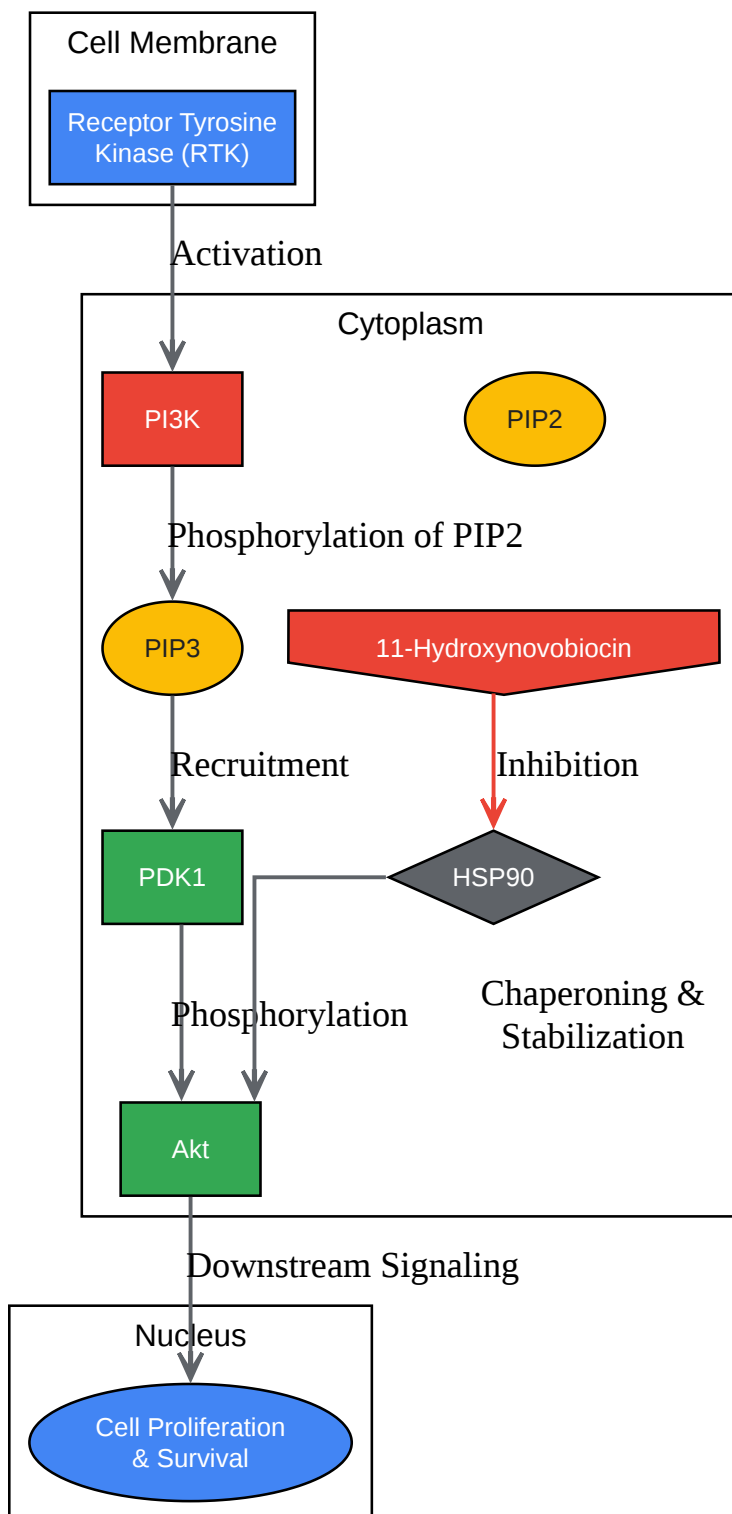 Cell Membrane
Receptor Tyrosine
Kinase (RTK)
Activation
Cytoplasm
PI3K
PIP2
Phosphorylation of PIP2
PIP3
11-Hydroxynovobiocin
Recruitment
Inhibition
PDK1
HSP90
Phosphorylation
Chaperoning &
Stabilization
Akt
Downstream Signaling
Nucleus
Cell Proliferation
& Survival